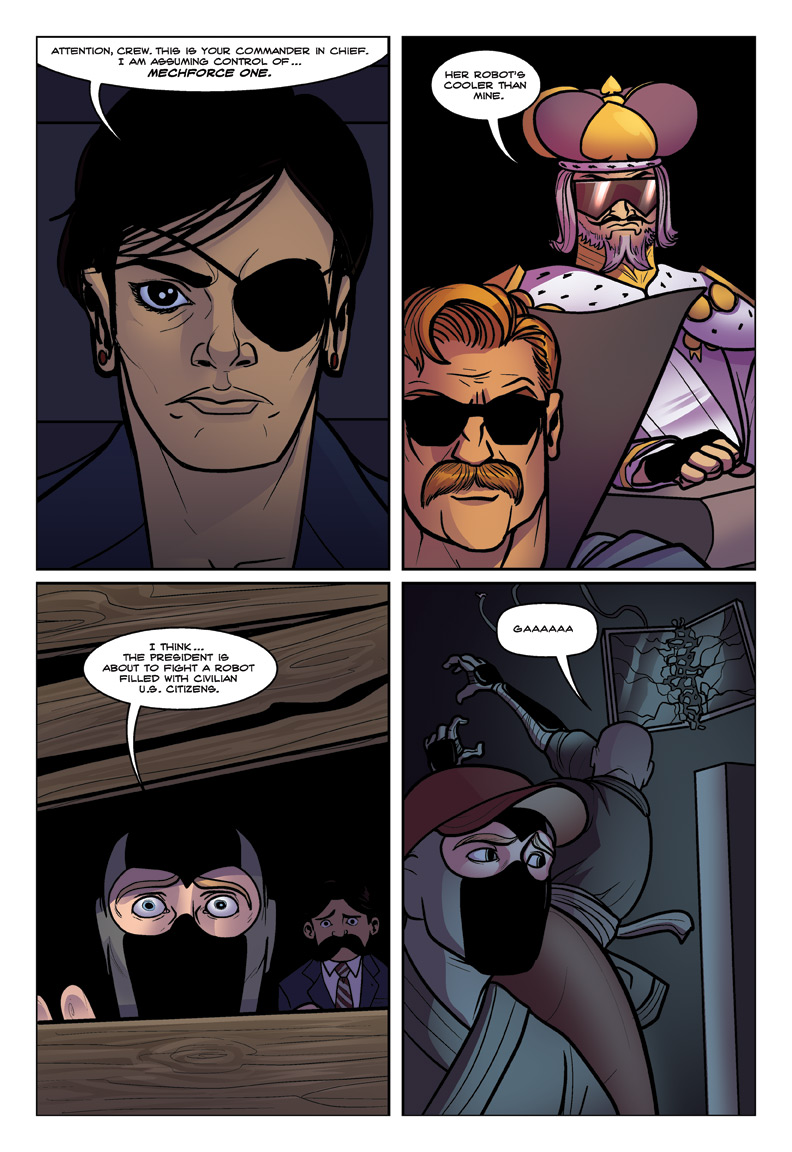 ATTENTION, CREW. THIS IS YOUR COMMANDER IN CHIEF.
I AM ASSUMING CONTROL OF...
MECHFORCE ONE.
HER ROBOT'S
COOLER THAN
MINE.
I THINK...
THE PRESIDENT IS
ABOUT TO FIGHT A ROBOT
FILLED WITH CIVILIAN
U.S. CITIZENS.
GAAAAAA